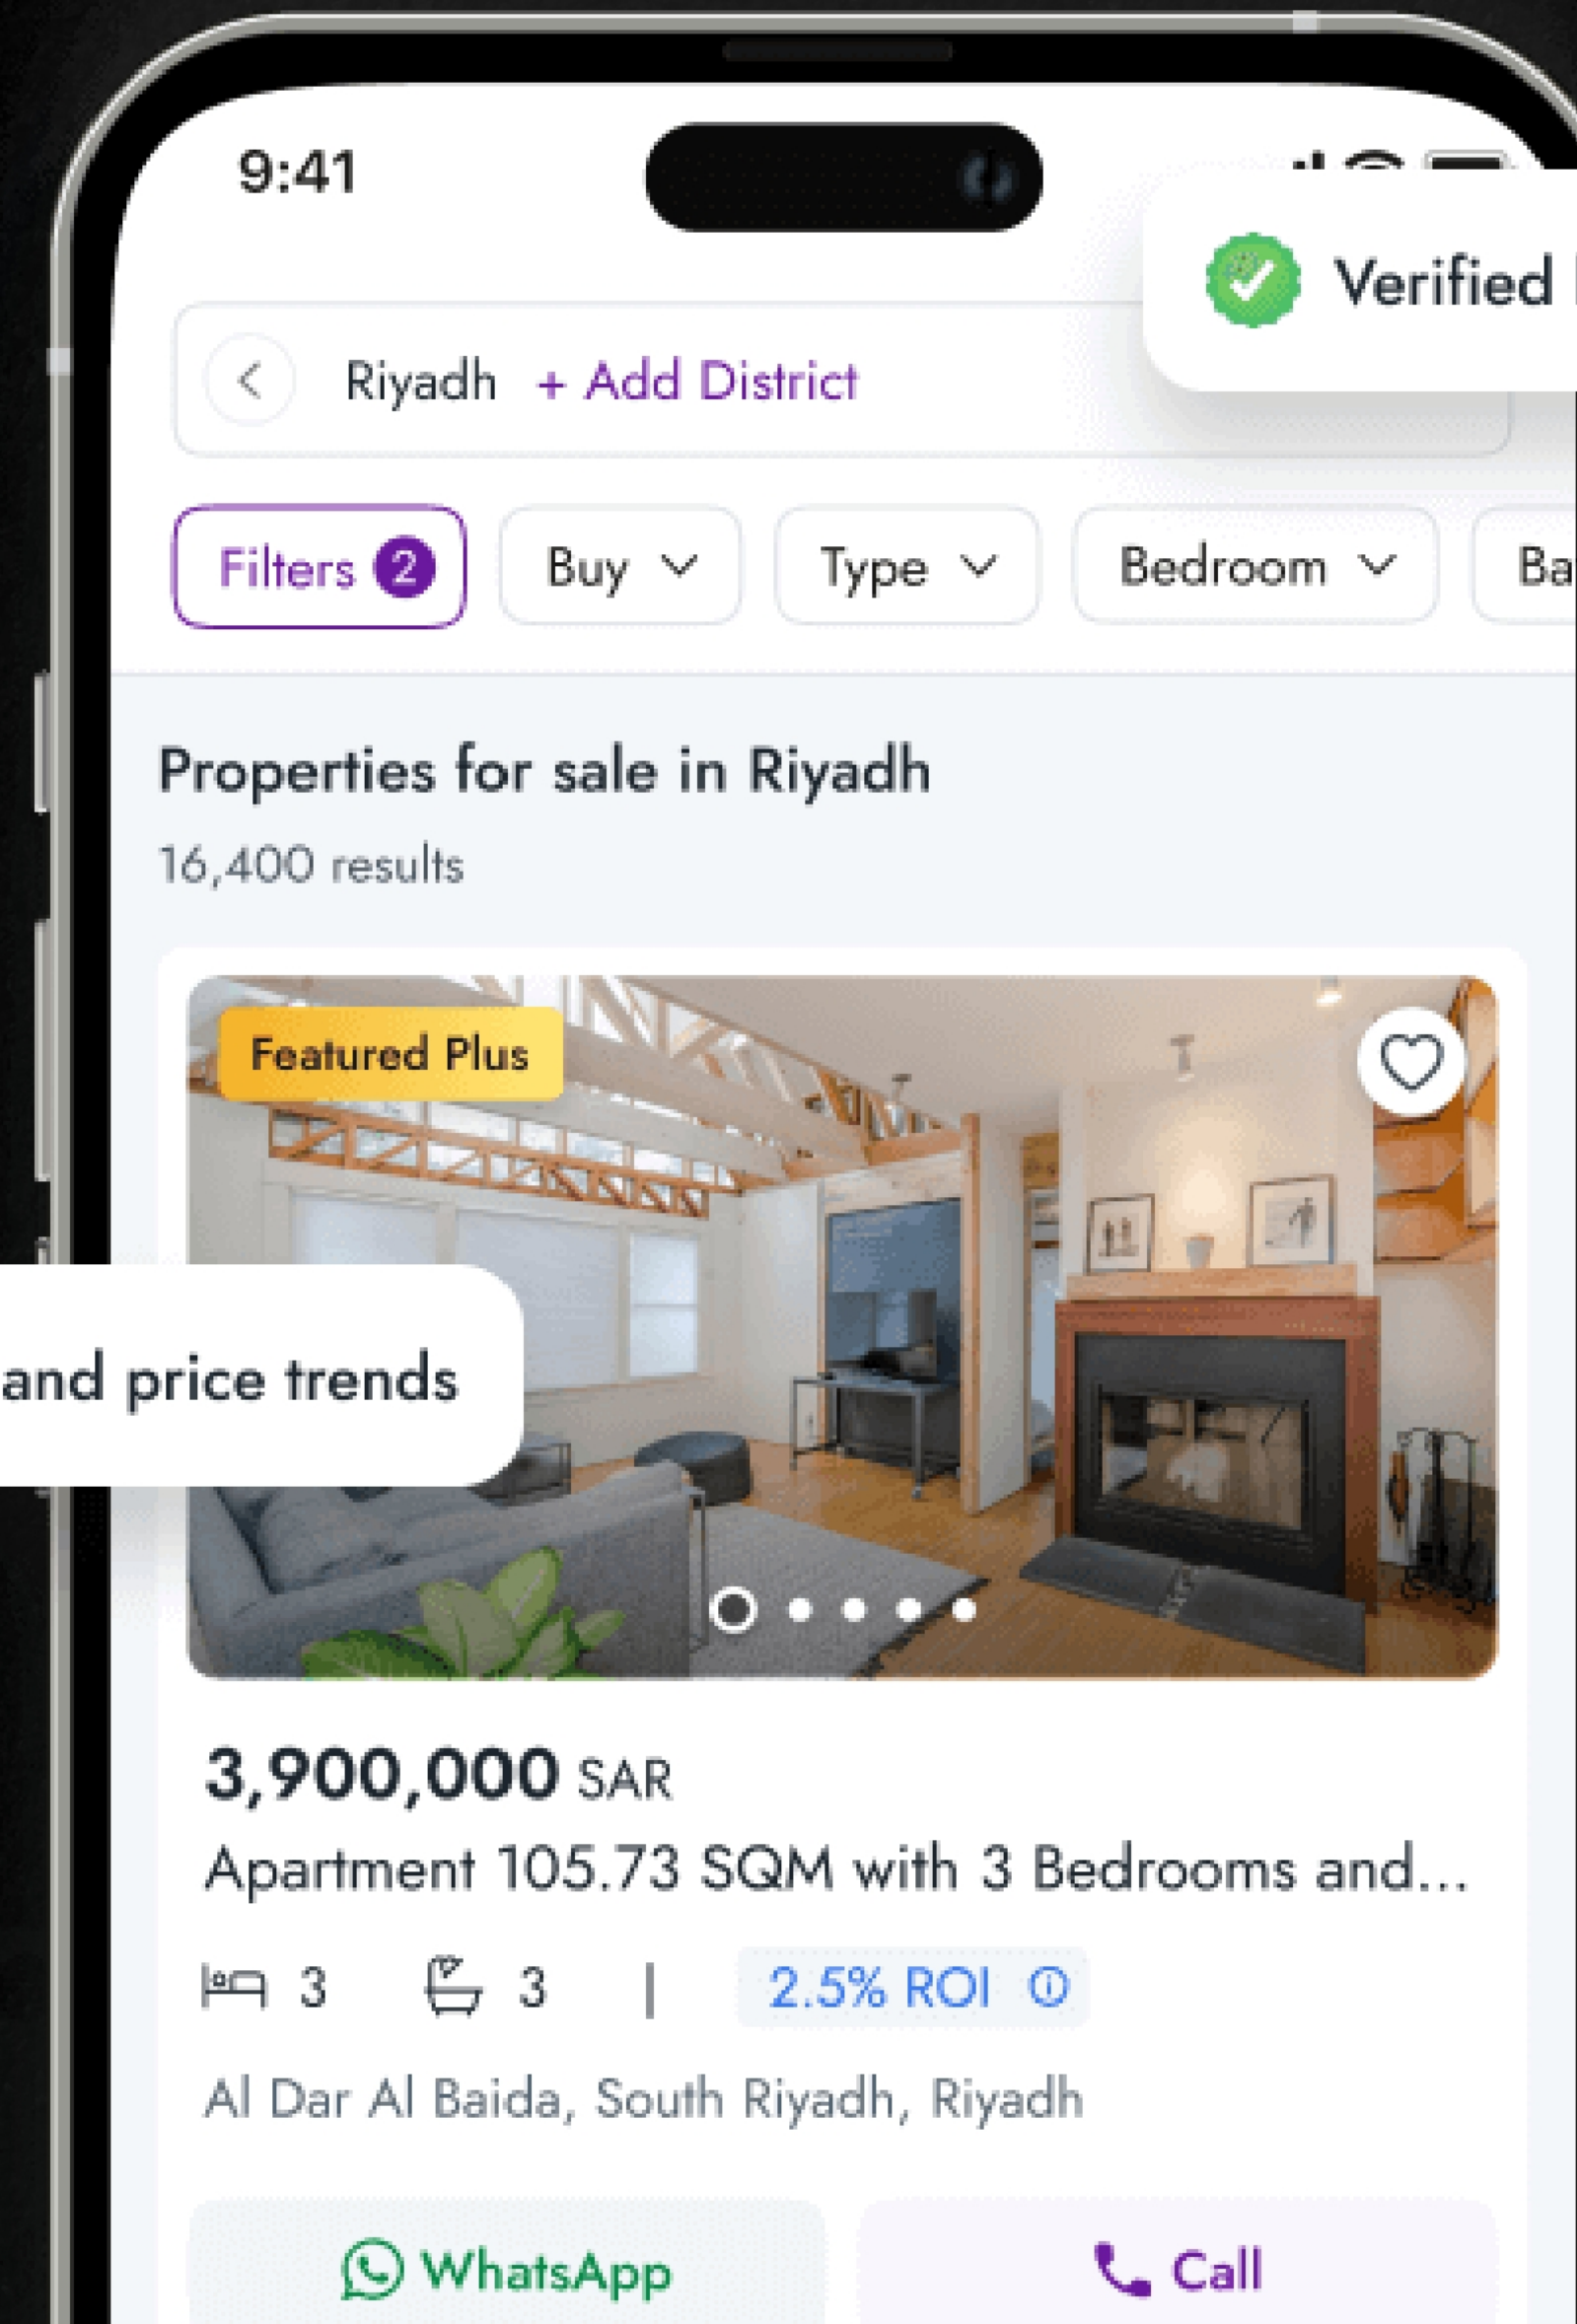 9:41
Verified
Riyadh + Add District
Filters 2 Buy Type Bedroom Ba
Properties for sale in Riyadh
16,400 results
Featured Plus
and price trends
3,900,000 SAR
Apartment 105.73 SQM with 3 Bedrooms and...
3 3 | 2.5% ROI
Al Dar Al Baida, South Riyadh, Riyadh
WhatsApp Call